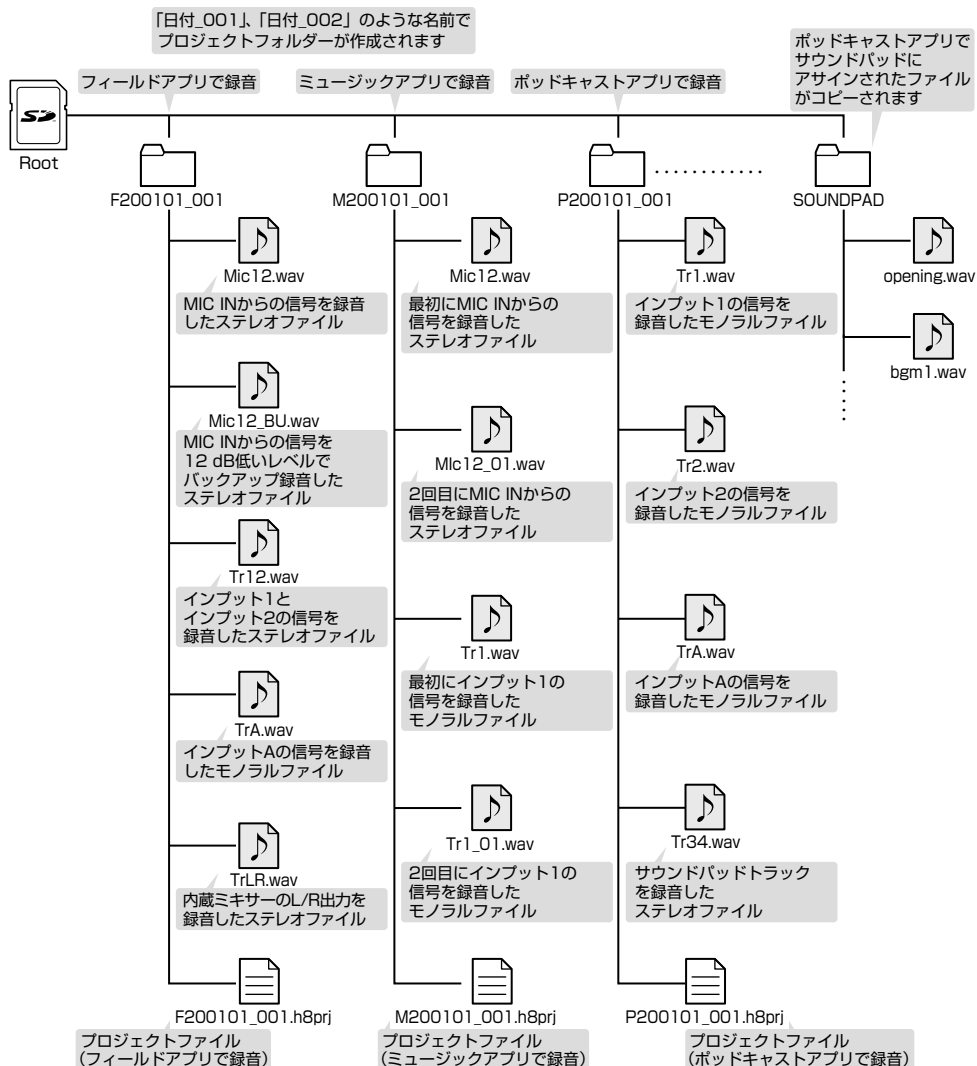 「日付_001」、「日付_002」のような名前で
プロジェクトフォルダーが作成されます
ポッドキャストアプリで
サウンドパッドに
アサインされたファイル
がコピーされます
フィールドアプリで録音
ミュージックアプリで録音
ポッドキャストアプリで録音
SD
Root
F200101_001
M200101_001
P200101_001
SOUNDPAD
Mic12.wav
MIC INからの信号を録音
したステレオファイル
Mic12_BU.wav
MIC INからの信号を
12 dB低いレベルで
バックアップ録音した
ステレオファイル
Tr12.wav
インプット1と
インプット2の信号を
録音したステレオファイル
TrA.wav
インプットAの信号を録音
したモノラルファイル
TrLR.wav
内蔵ミキサーのL/R出力を
録音したステレオファイル
F200101_001.h8prj
プロジェクトファイル
(フィールドアプリで録音)
Mic12.wav
最初にMIC INからの
信号を録音した
ステレオファイル
MIc12_01.wav
2回目にMIC INからの
信号を録音した
ステレオファイル
Tr1.wav
最初にインプット1の
信号を録音した
モノラルファイル
Tr1_01.wav
2回目にインプット1の
信号を録音した
モノラルファイル
M200101_001.h8prj
プロジェクトファイル
(ミュージックアプリで録音)
Tr1.wav
インプット1の信号を
録音したモノラルファイル
Tr2.wav
インプット2の信号を
録音したモノラルファイル
TrA.wav
インプットAの信号を
録音したモノラルファイル
Tr34.wav
サウンドパッドトラック
を録音した
ステレオファイル
P200101_001.h8prj
プロジェクトファイル
(ポッドキャストアプリで録音)
opening.wav
bgm1.wav